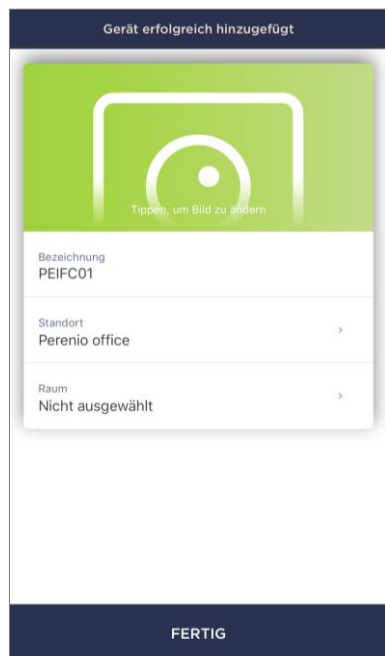 Gerät erfolgreich hinzugefügt
Tippen, um Bild zu ändern
Bezeichnung
PEIFC01
Standort
Perenio office
Raum
Nicht ausgewählt
FERTIG